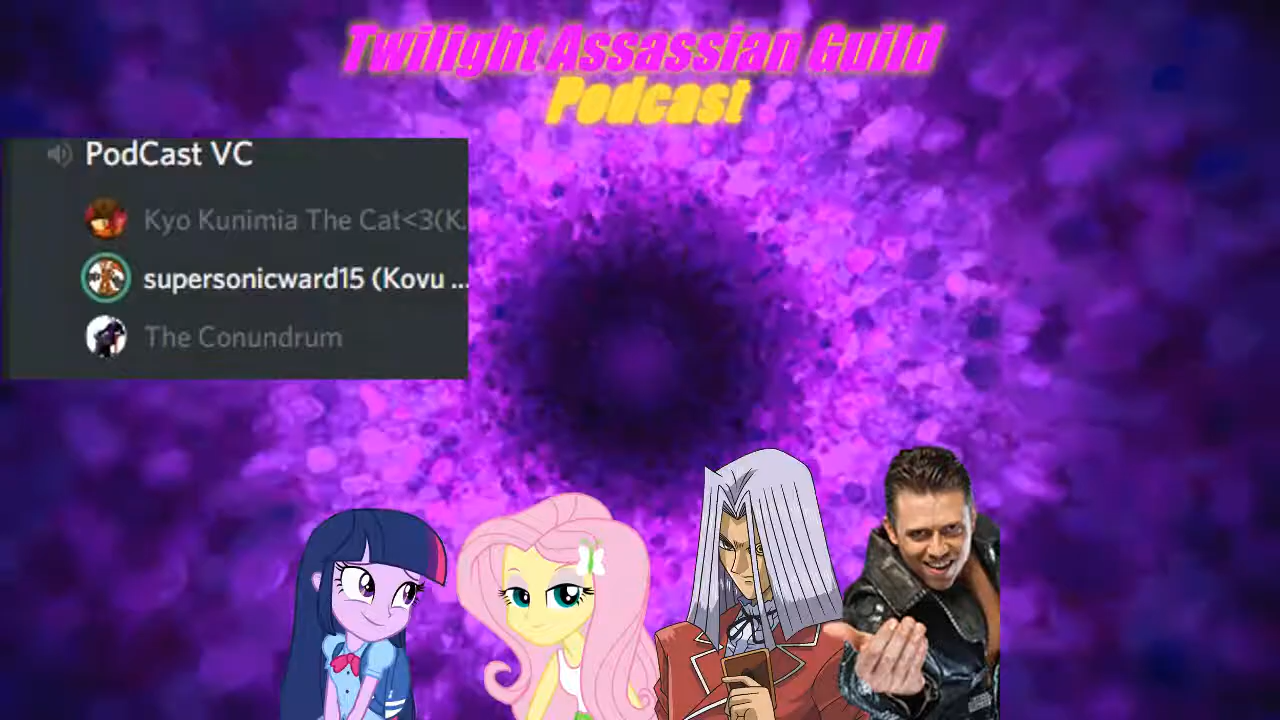 Twilight Assassian Guild
Podcast
PodCast VC
Kyo Kunimia The Cat<3(K.
supersonicward15 (Kovu ...
The Conundrum